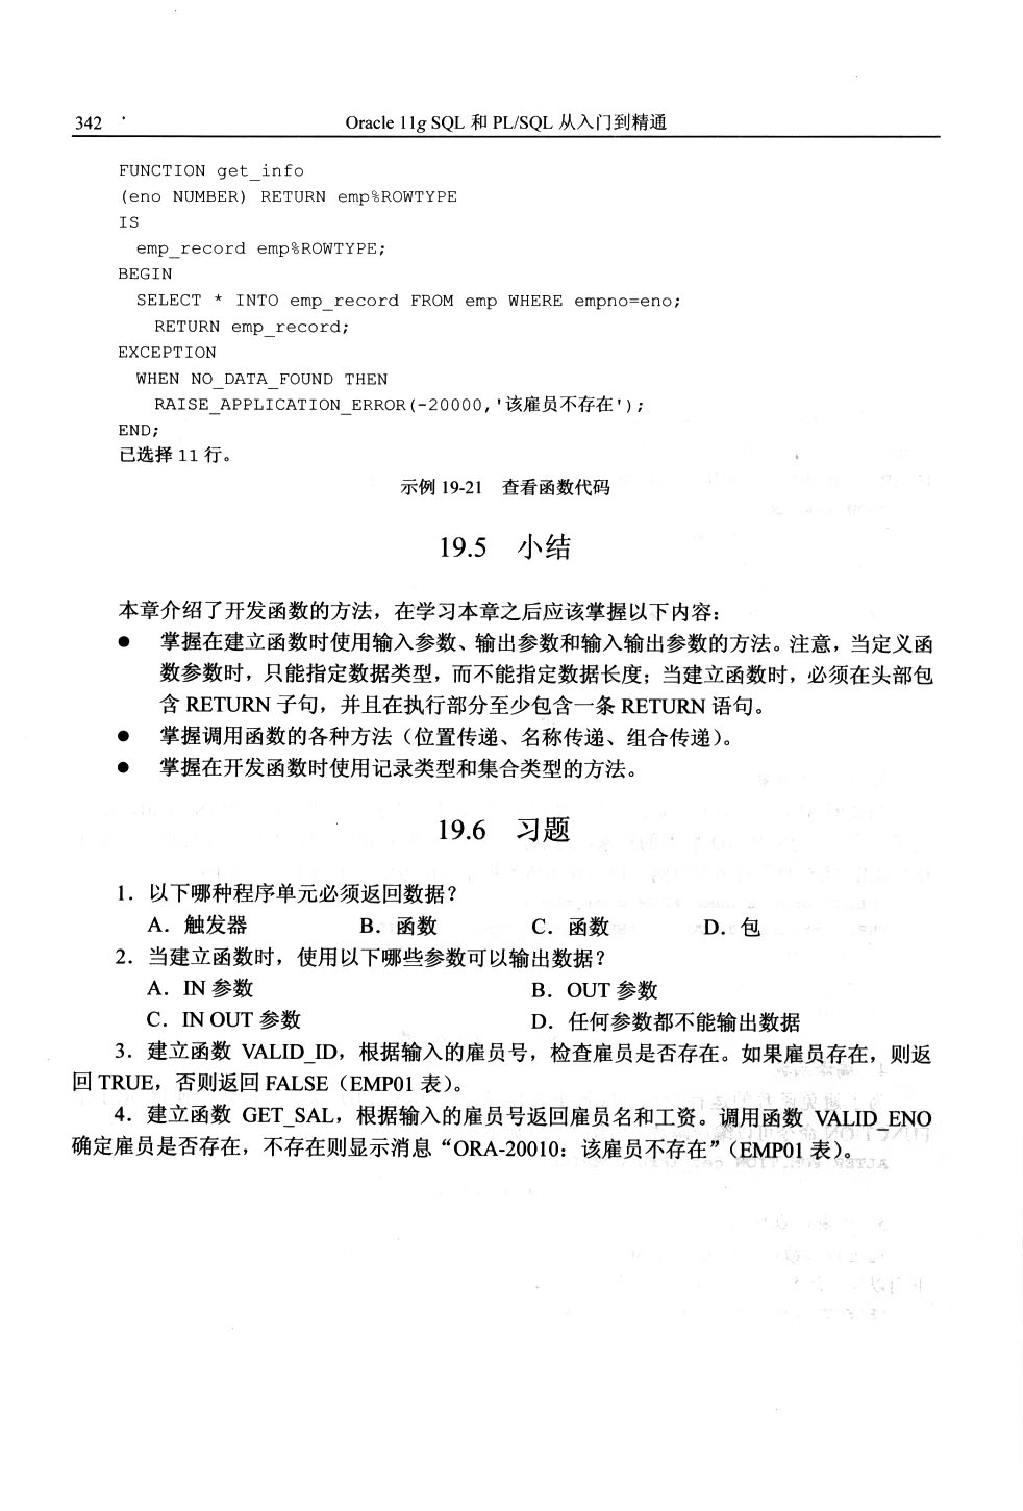 342 Oracle 11g SQL 和 PL/SQL 从入门到精通
FUNCTION get_info
(eno NUMBER) RETURN emp%ROWTYPE
IS
emp_record emp%ROWTYPE;
BEGIN
SELECT * INTO emp_record FROM emp WHERE empno=eno;
RETURN emp_record;
EXCEPTION
WHEN NO_DATA_FOUND THEN
RAISE_APPLICATION_ERROR(-20000,'该雇员不存在');
END;
已选择 11 行。
示例 19-21 查看函数代码
19.5 小结
本章介绍了开发函数的方法，在学习本章之后应该掌握以下内容：
● 掌握在建立函数时使用输入参数、输出参数和输入输出参数的方法。注意，当定义函
数参数时，只能指定数据类型，而不能指定数据长度；当建立函数时，必须在头部包
含 RETURN 子句，并且在执行部分至少包含一条 RETURN 语句。
● 掌握调用函数的各种方法（位置传递、名称传递、组合传递）。
● 掌握在开发函数时使用记录类型和集合类型的方法。
19.6 习题
1．以下哪种程序单元必须返回数据？
A．触发器 B．函数 C．函数 D．包
2．当建立函数时，使用以下哪些参数可以输出数据？
A．IN 参数 B．OUT 参数
C．IN OUT 参数 D．任何参数都不能输出数据
3．建立函数 VALID_ID，根据输入的雇员号，检查雇员是否存在。如果雇员存在，则返
回 TRUE，否则返回 FALSE（EMP01 表）。
4．建立函数 GET_SAL，根据输入的雇员号返回雇员名和工资。调用函数 VALID_ENO
确定雇员是否存在，不存在则显示消息“ORA-20010：该雇员不存在”（EMP01 表）。